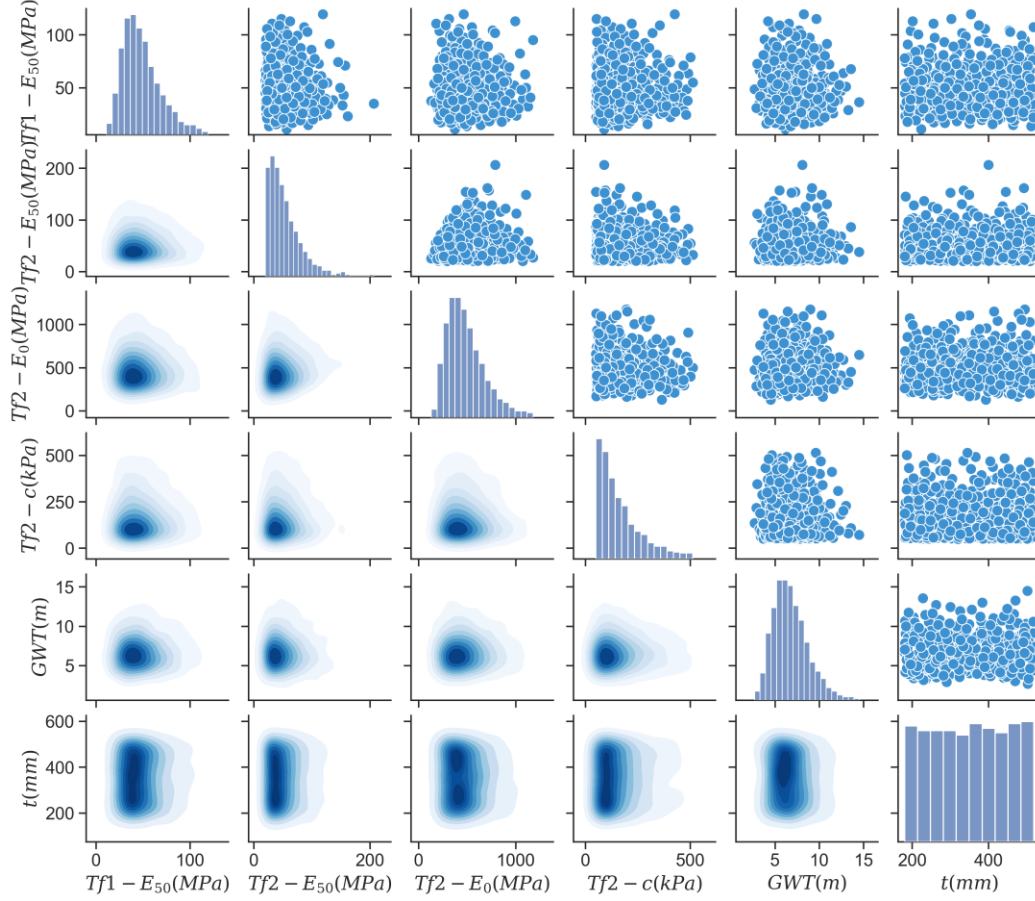 100
50
Tf1 − E₅₀(MPa)
200
100
0
Tf2 − E₅₀(MPa)
1000
500
0
Tf2 − E₀(MPa)
500
250
0
Tf2 − c(kPa)
15
10
5
GWT(m)
600
400
200
t(mm)
0 100 0 200 0 500 1000 0 500 5 10 15 200 400
Tf1 − E₅₀(MPa) Tf2 − E₅₀(MPa) Tf2 − E₀(MPa) Tf2 − c(kPa) GWT(m) t(mm)